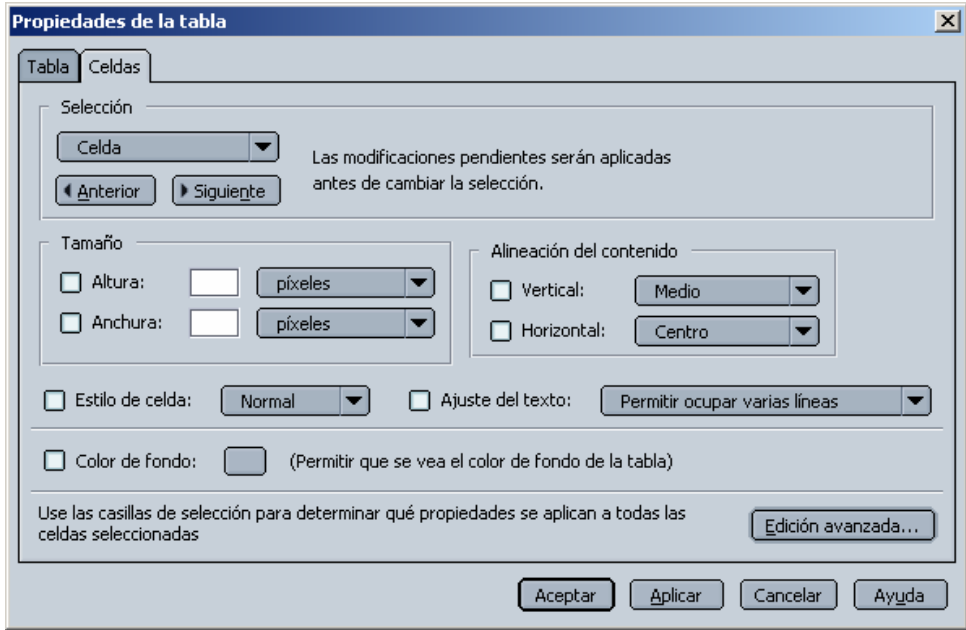 Propiedades de la tabla
Tabla Celdas
Selección
Celda
Las modificaciones pendientes serán aplicadas
antes de cambiar la selección.
Anterior Siguiente
Tamaño
Altura: píxeles
Anchura: píxeles
Alineación del contenido
Vertical: Medio
Horizontal: Centro
Estilo de celda: Normal Ajuste del texto: Permitir ocupar varias líneas
Color de fondo: (Permitir que se vea el color de fondo de la tabla)
Use las casillas de selección para determinar qué propiedades se aplican a todas las
celdas seleccionadas
Edición avanzada...
Aceptar Aplicar Cancelar Ayuda